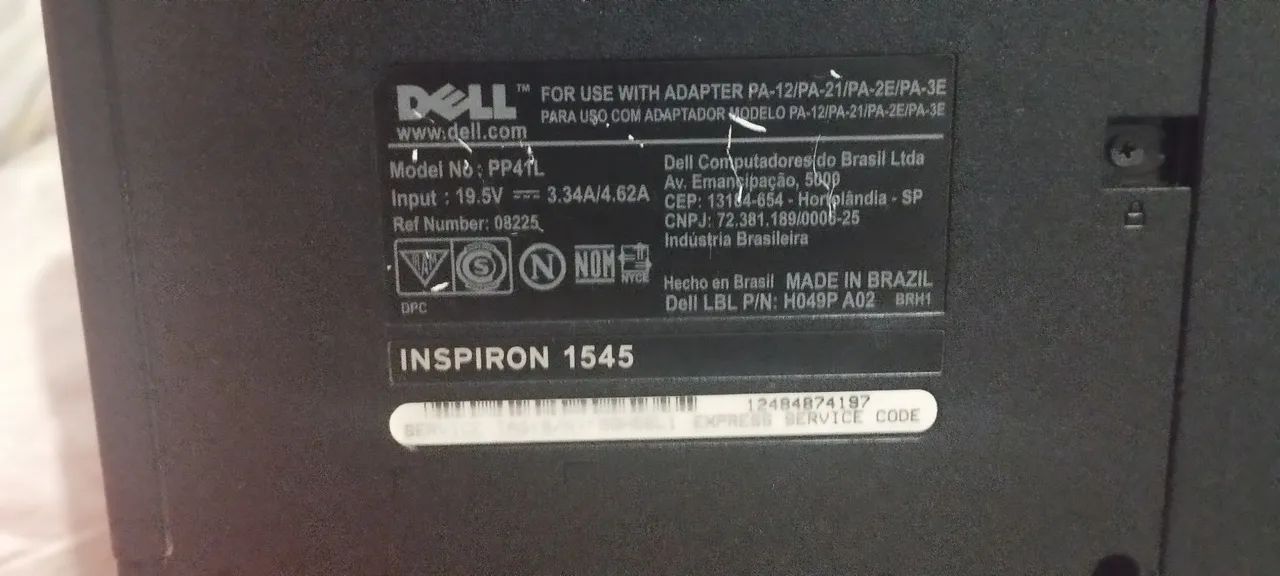 DELL™ FOR USE WITH ADAPTER PA-12/PA-21/PA-2E/PA-3E
PARA USO COM ADAPTADOR MODELO PA-12/PA-21/PA-2E/PA-3E
www.dell.com
Model No: PP41L
Input : 19.5V ⎓ 3.34A/4.62A
Ref Number: 08225
Dell Computadores do Brasil Ltda
Av. Emancipação, 5000
CEP: 13184-654 - Hortolândia - SP
CNPJ: 72.381.189/0006-25
Indústria Brasileira
S N NOM NYCE
DPC
Hecho en Brasil MADE IN BRAZIL
Dell LBL P/N: H049P A02 BRH1
INSPIRON 1545
12484874197
SERVICE EXPRESS SERVICE CODE